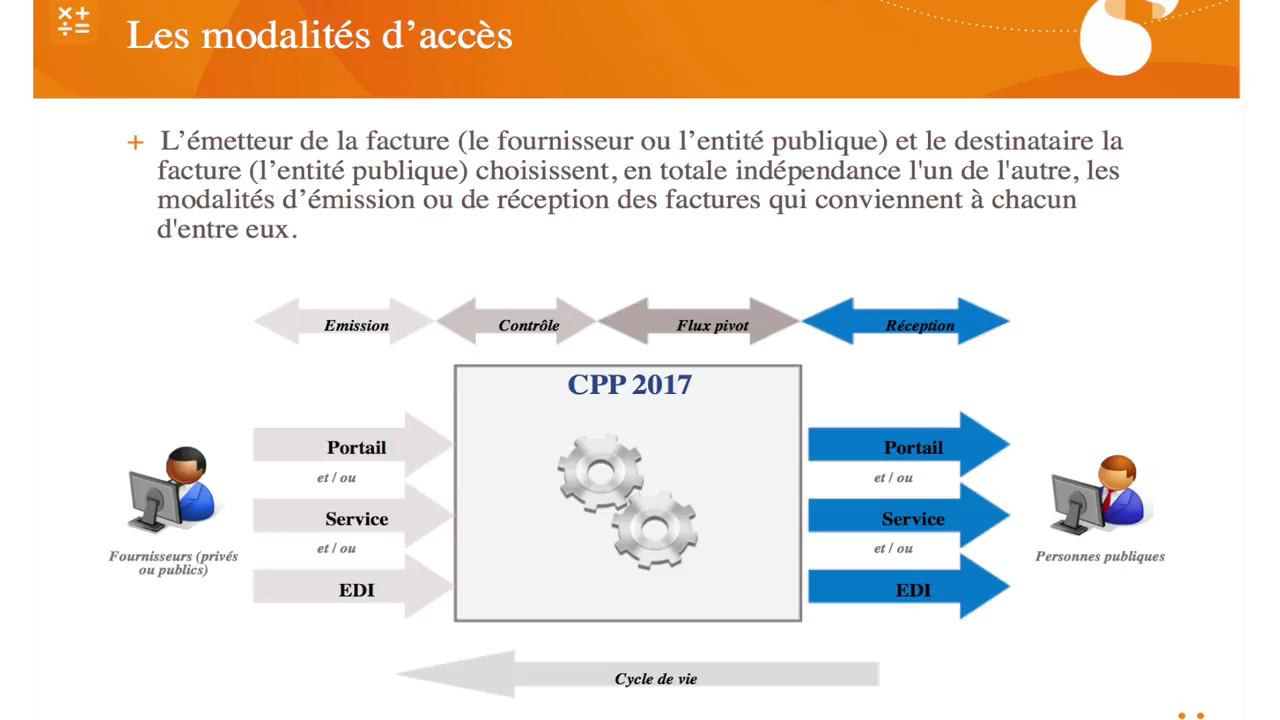 Les modalités d’accès
+ L’émetteur de la facture (le fournisseur ou l’entité publique) et le destinataire la
facture (l’entité publique) choisissent, en totale indépendance l'un de l'autre, les
modalités d’émission ou de réception des factures qui conviennent à chacun
d'entre eux.
Emission
Contrôle
Flux pivot
Réception
CPP 2017
Portail
et / ou
Service
et / ou
EDI
Portail
et / ou
Service
et / ou
EDI
Fournisseurs (privés
ou publics)
Personnes publiques
Cycle de vie